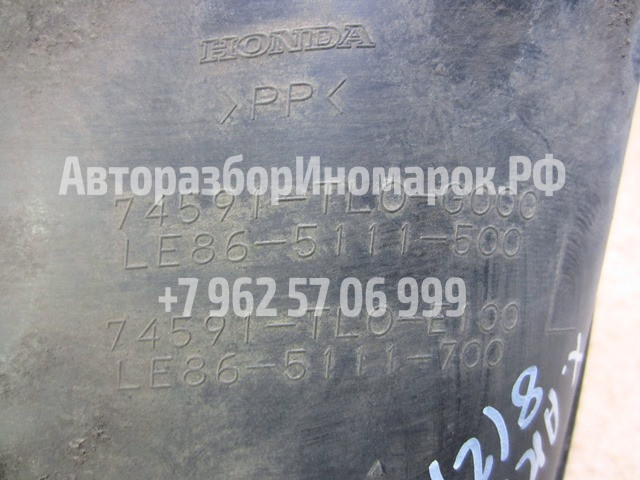 HONDA
>PP<
АвторазборИномарок.РФ
74591-TL0-G000
LE86-5111-500
+7 962 57 06 999
74591-TL0-E100
LE86-5111-700
1218